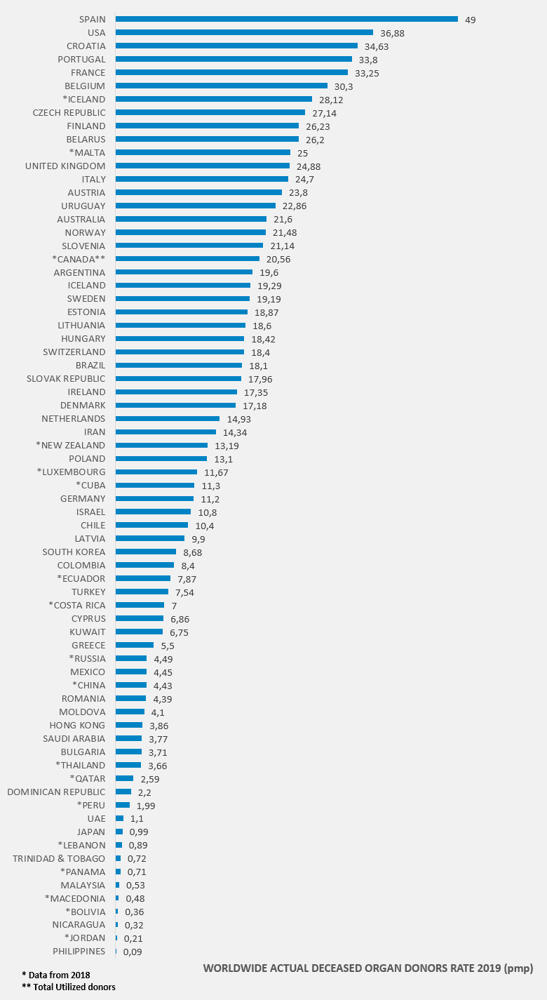 SPAIN 49
USA 36,88
CROATIA 34,63
PORTUGAL 33,8
FRANCE 33,25
BELGIUM 30,3
*ICELAND 28,12
CZECH REPUBLIC 27,14
FINLAND 26,23
BELARUS 26,2
*MALTA 25
UNITED KINGDOM 24,88
ITALY 24,7
AUSTRIA 23,8
URUGUAY 22,86
AUSTRALIA 21,6
NORWAY 21,48
SLOVENIA 21,14
*CANADA** 20,56
ARGENTINA 19,6
ICELAND 19,29
SWEDEN 19,19
ESTONIA 18,87
LITHUANIA 18,6
HUNGARY 18,42
SWITZERLAND 18,4
BRAZIL 18,1
SLOVAK REPUBLIC 17,96
IRELAND 17,35
DENMARK 17,18
NETHERLANDS 14,93
IRAN 14,34
*NEW ZEALAND 13,19
POLAND 13,1
*LUXEMBOURG 11,67
*CUBA 11,3
GERMANY 11,2
ISRAEL 10,8
CHILE 10,4
LATVIA 9,9
SOUTH KOREA 8,68
COLOMBIA 8,4
*ECUADOR 7,87
TURKEY 7,54
*COSTA RICA 7
CYPRUS 6,86
KUWAIT 6,75
GREECE 5,5
*RUSSIA 4,49
MEXICO 4,45
*CHINA 4,43
ROMANIA 4,39
MOLDOVA 4,1
HONG KONG 3,86
SAUDI ARABIA 3,77
BULGARIA 3,71
*THAILAND 3,66
*QATAR 2,59
DOMINICAN REPUBLIC 2,2
*PERU 1,99
UAE 1,1
JAPAN 0,99
*LEBANON 0,89
TRINIDAD & TOBAGO 0,72
*PANAMA 0,71
MALAYSIA 0,53
*MACEDONIA 0,48
*BOLIVIA 0,36
NICARAGUA 0,32
*JORDAN 0,21
PHILIPPINES 0,09
WORLDWIDE ACTUAL DECEASED ORGAN DONORS RATE 2019 (pmp)
* Data from 2018
** Total Utilized donors